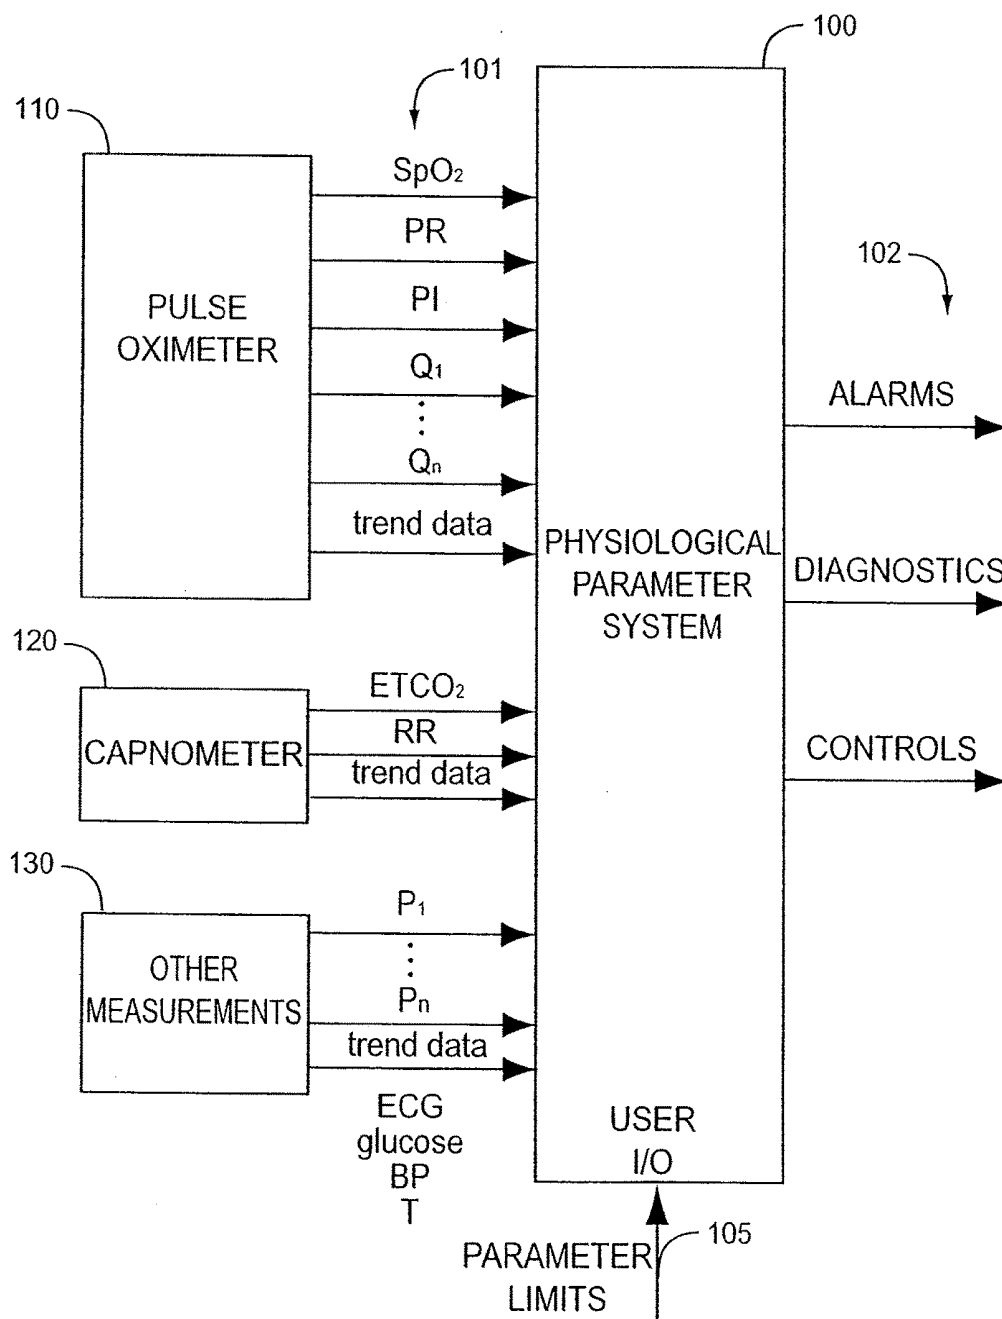 100
101
110
SpO₂
PR
PI
Q₁
Qₙ
trend data
PULSE
OXIMETER
102
ALARMS
DIAGNOSTICS
CONTROLS
PHYSIOLOGICAL
PARAMETER
SYSTEM
120
CAPNOMETER
ETCO₂
RR
trend data
130
OTHER
MEASUREMENTS
P₁
Pₙ
trend data
ECG
glucose
BP
T
USER
I/O
105
PARAMETER
LIMITS